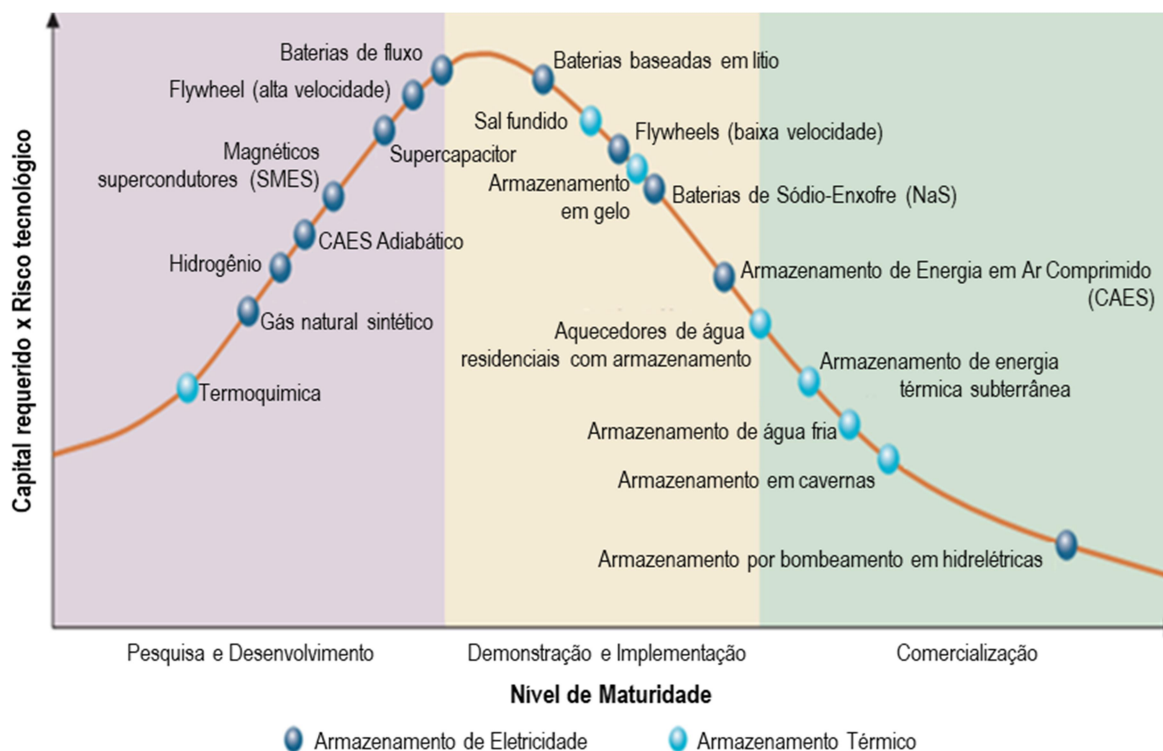 Capital requerido x Risco tecnológico
Baterias de fluxo
Flywheel (alta velocidade)
Magnéticos
supercondutores (SMES)
Supercapacitor
CAES Adiabático
Hidrogênio
Gás natural sintético
Termoquímica
Baterias baseadas em lítio
Sal fundido
Flywheels (baixa velocidade)
Armazenamento
em gelo
Baterias de Sódio-Enxofre (NaS)
Armazenamento de Energia em Ar Comprimido
(CAES)
Aquecedores de água
residenciais com armazenamento
Armazenamento de energia
térmica subterrânea
Armazenamento de água fria
Armazenamento em cavernas
Armazenamento por bombeamento em hidrelétricas
Pesquisa e Desenvolvimento
Demonstração e Implementação
Comercialização
Nível de Maturidade
Armazenamento de Eletricidade
Armazenamento Térmico